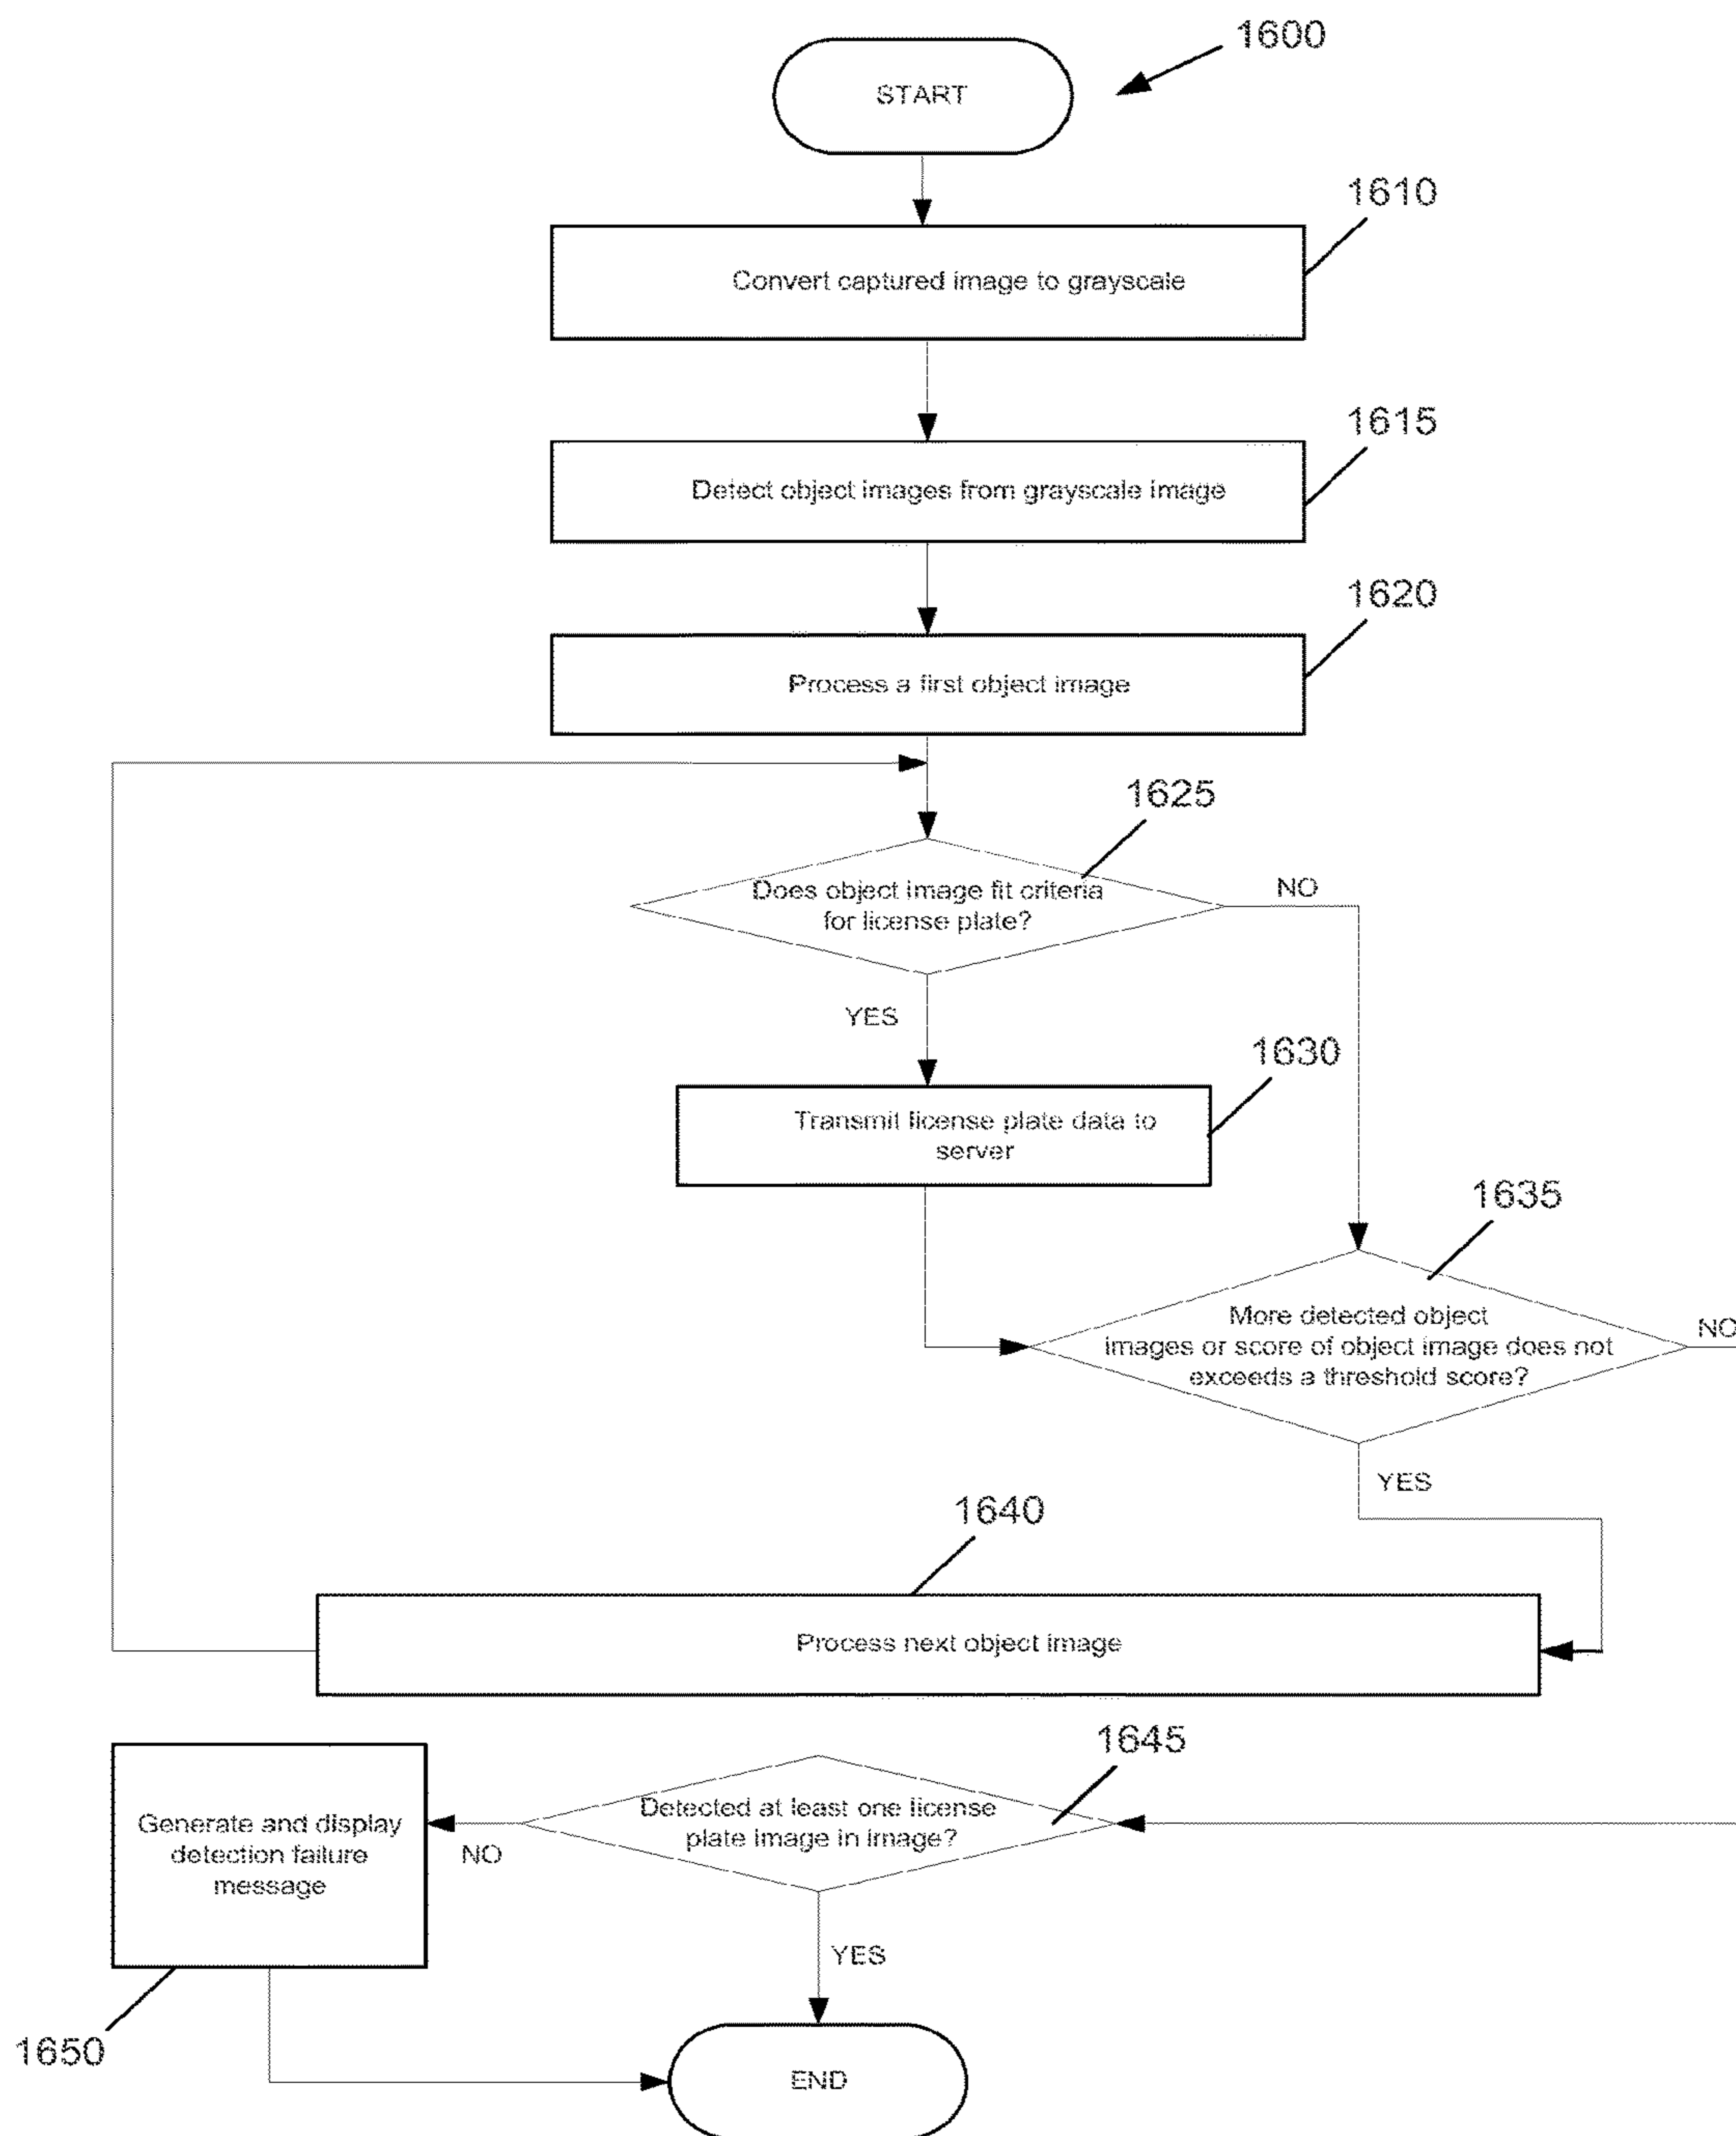 1600
START
1610
Convert captured image to grayscale
1615
Detect object images from grayscale image
1620
Process a first object image
1625
Does object image fit criteria
for license plate?
NO
YES
1630
Transmit license plate data to
server
1635
More detected object
images or score of object image does not
exceeds a threshold score?
NO
YES
1640
Process next object image
1645
Detected at least one license
plate image in image?
Generate and display
detection failure
message
NO
YES
1650
END